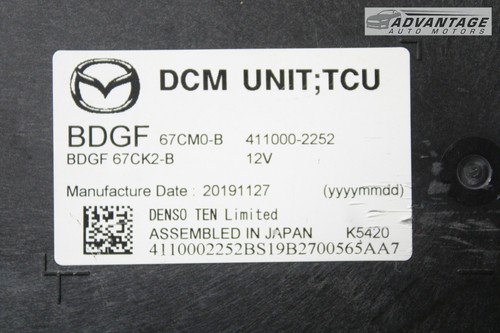 ADVANTAGE
AUTO MOTORS
DCM UNIT;TCU
BDGF 67CM0-B 411000-2252
BDGF 67CK2-B 12V
Manufacture Date : 20191127 (yyyymmdd)
DENSO TEN Limited
ASSEMBLED IN JAPAN K5420
4110002252BS19B2700565AA7